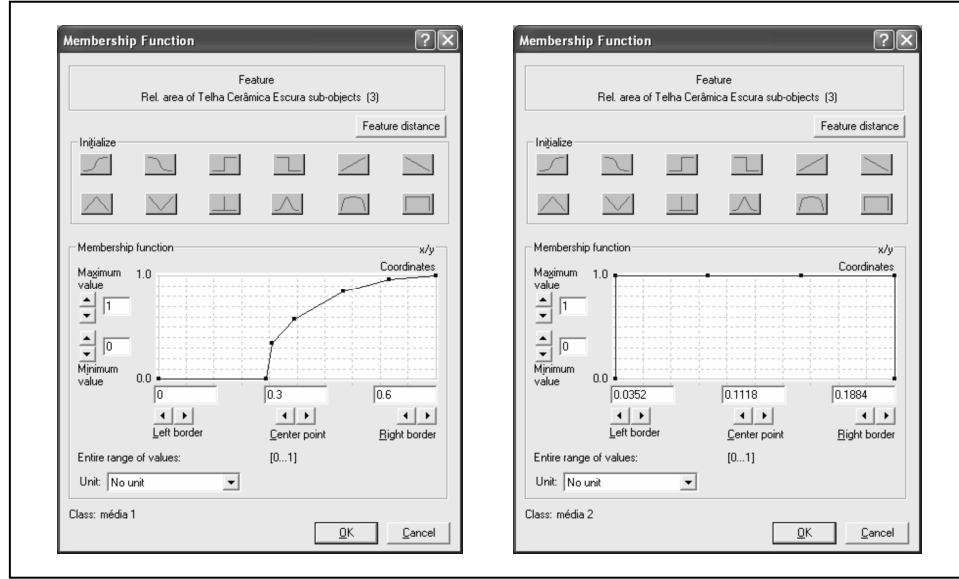 Membership Function
Feature
Rel. area of Telha Cerâmica Escura sub-objects (3)
Feature distance
Initialize
Membership function
x/y
Coordinates
Maximum
value
1
0
Minimum
value
1.0
0.0
0
0.3
0.6
Left border
Center point
Right border
Entire range of values:
[0...1]
Unit:
No unit
Class: média 1
OK
Cancel
Membership Function
Feature
Rel. area of Telha Cerâmica Escura sub-objects (3)
Feature distance
Initialize
Membership function
x/y
Coordinates
Maximum
value
1
0
Minimum
value
1.0
0.0
0.0352
0.1118
0.1884
Left border
Center point
Right border
Entire range of values:
[0...1]
Unit:
No unit
Class: média 2
OK
Cancel